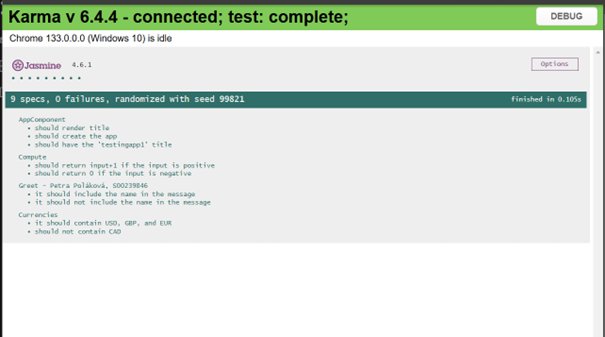 Karma v 6.4.4 - connected; test: complete;
DEBUG
Chrome 133.0.0.0 (Windows 10) is idle
Jasmine 4.6.1
Options
9 specs, 0 failures, randomized with seed 99821
finished in 0.105s
AppComponent
• should render title
• should create the app
• should have the 'testingapp1' title
Compute
• should return input+1 if the input is positive
• should return 0 if the input is negative
Greet - Petra Poláková, SDO239846
• it should include the name in the message
• it should not include the name in the message
Currencies
• it should contain USD, GBP, and EUR
• should not contain CAD